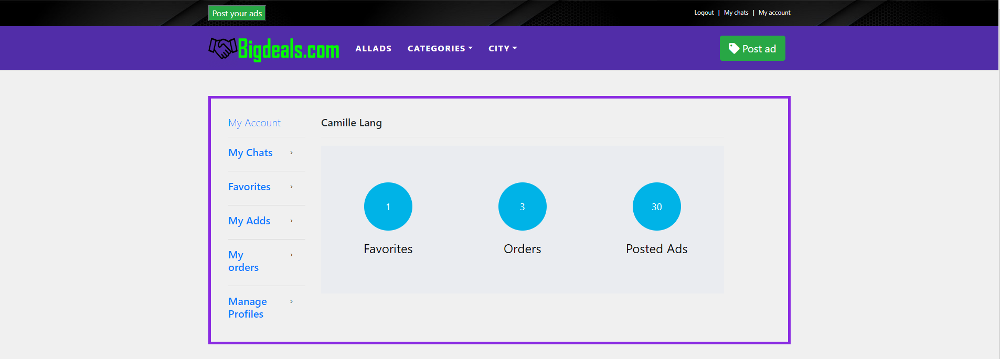 Post your ads
Logout | My chats | My account
Bigdeals.com
ALLADS CATEGORIES CITY
Post ad
My Account
My Chats ›
Favorites ›
My Adds ›
My ›
orders
Manage ›
Profiles
Camille Lang
1 3 30
Favorites Orders Posted Ads